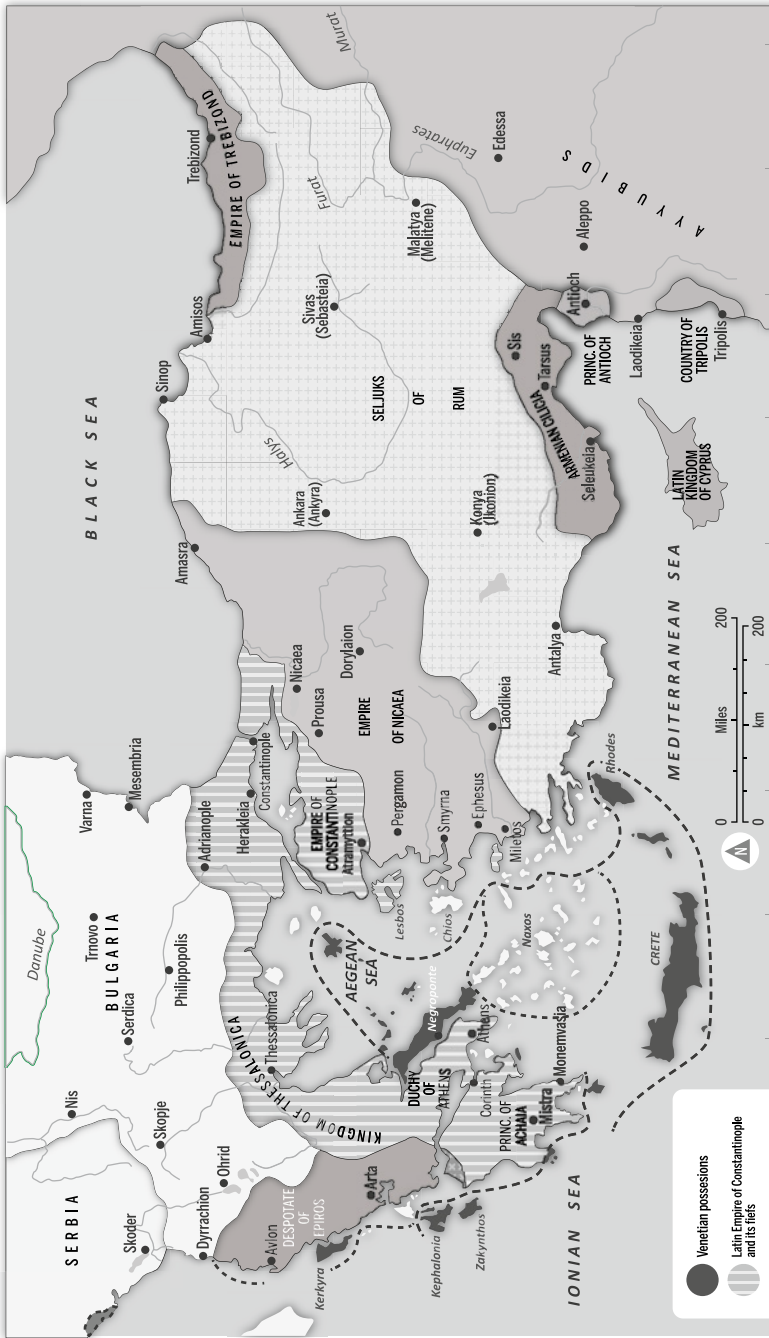 BLACK SEA
Danube
SERBIA
Nis
Skoder
Skopje
Dyrrachion
Ohrid
Serdica
BULGARIA
Trnovo
Philippopolis
Varna
Mesembria
Adrianople
Herakleia
Constantinople
Amasra
Sinop
Amisos
Trebizond
EMPIRE OF TREBIZOND
Murat
Furat
Halys
Euphrates
Ankara
(Ankyra)
Sivas
(Sebasteia)
Malatya
(Melitene)
Edessa
SELJUKS
OF
RUM
Konya
(Ikonion)
AYYUBIDS
Aleppo
Nicaea
Prousa
Dorylaion
EMPIRE
OF NICAEA
EMPIRE OF
CONSTANTINOPLE
Atramyttion
Pergamon
Smyrna
Ephesus
Miletos
Laodikeia
Antalya
KINGDOM OF THESSALONICA
Thessalonica
Avlon
DESPOTATE
OF
EPIROS
Arta
Kerkyra
Kephalonia
Zakynthos
AEGEAN
SEA
Lesbos
Chios
Negroponte
DUCHY
OF
ATHENS
Athens
Corinth
PRINC. OF
ACHAIA
Mistra
Monemvadia
Naxos
Rhodes
CRETE
Sis
Tarsus
ARMENIAN CILICIA
Seleukeia
Antioch
PRINC. OF
ANTIOCH
Laodikeia
COUNTRY OF
TRIPOLIS
Tripolis
LATIN
KINGDOM
OF CYPRUS
IONIAN SEA
MEDITERRANEAN SEA
Venetian possesions
Latin Empire of Constantinople
and its fiefs
N
Miles
0 200
0 200
km